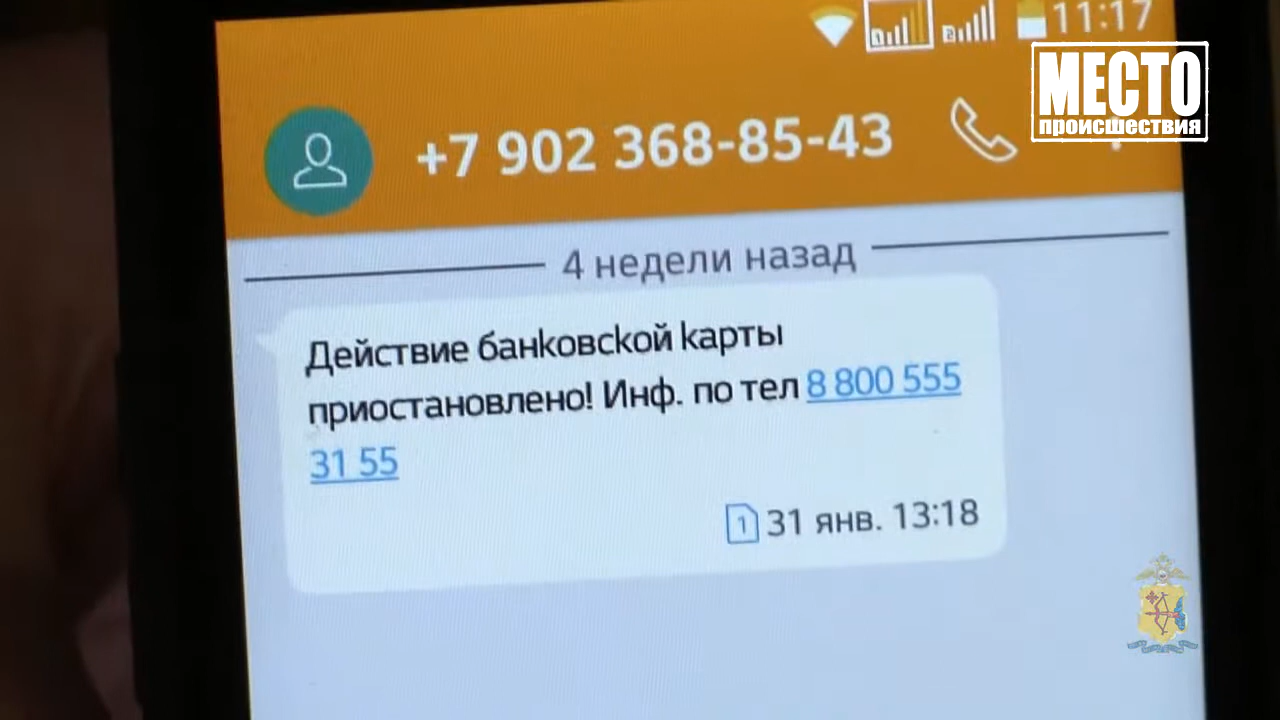 11:17
МЕСТО
ПРОИСШЕСТВИЯ
+7 902 368-85-43
4 недели назад
Действие банковской карты
приостановлено! Инф. по тел 8 800 555
31 55
1 31 янв. 13:18